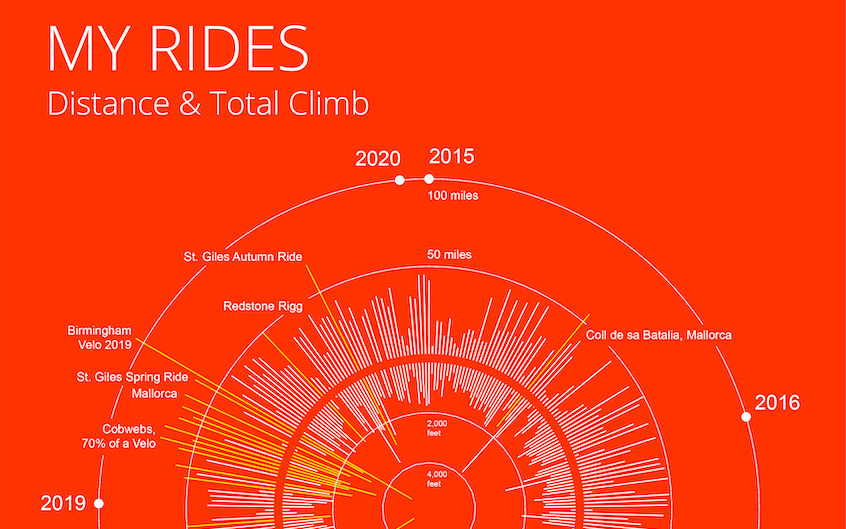 MY RIDES
Distance & Total Climb
2020
2015
100 miles
St. Giles Autumn Ride
50 miles
Redstone Rigg
Birmingham
Velo 2019
Coll de sa Batalia, Mallorca
St. Giles Spring Ride
Mallorca
2016
Cobwebs,
70% of a Velo
2,000
feet
4,000
feet
2019